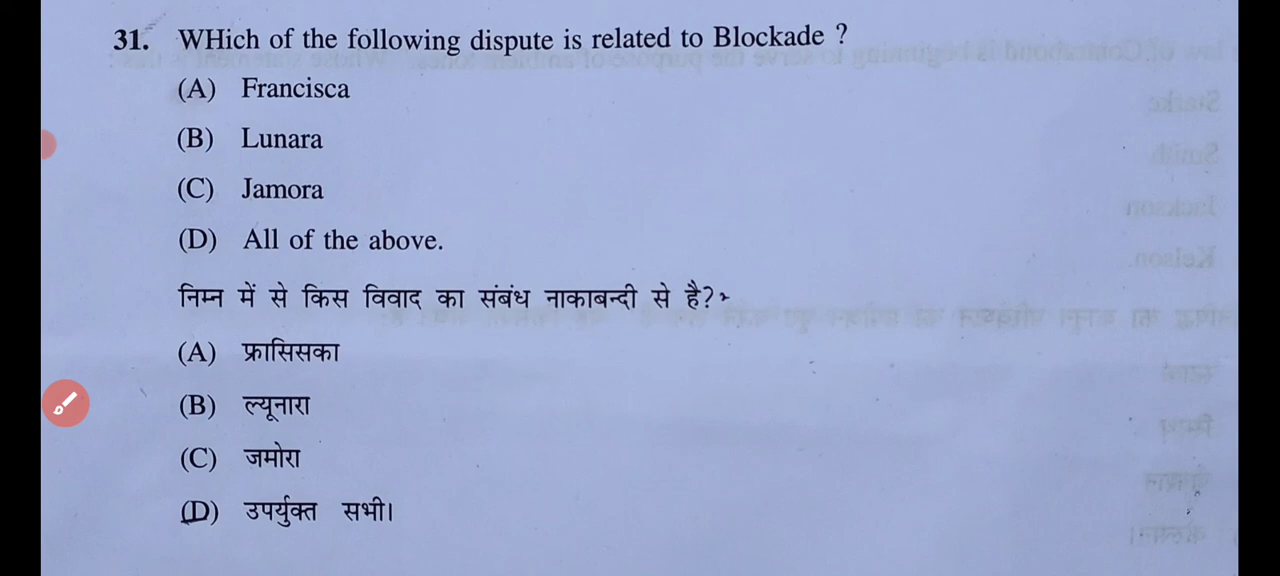 31. WHich of the following dispute is related to Blockade ?
(A) Francisca
(B) Lunara
(C) Jamora
(D) All of the above.
निम्न में से किस विवाद का संबंध नाकाबन्दी से है?
(A) फ्रासिसका
(B) ल्यूनारा
(C) जमोरा
(D) उपर्युक्त सभी।